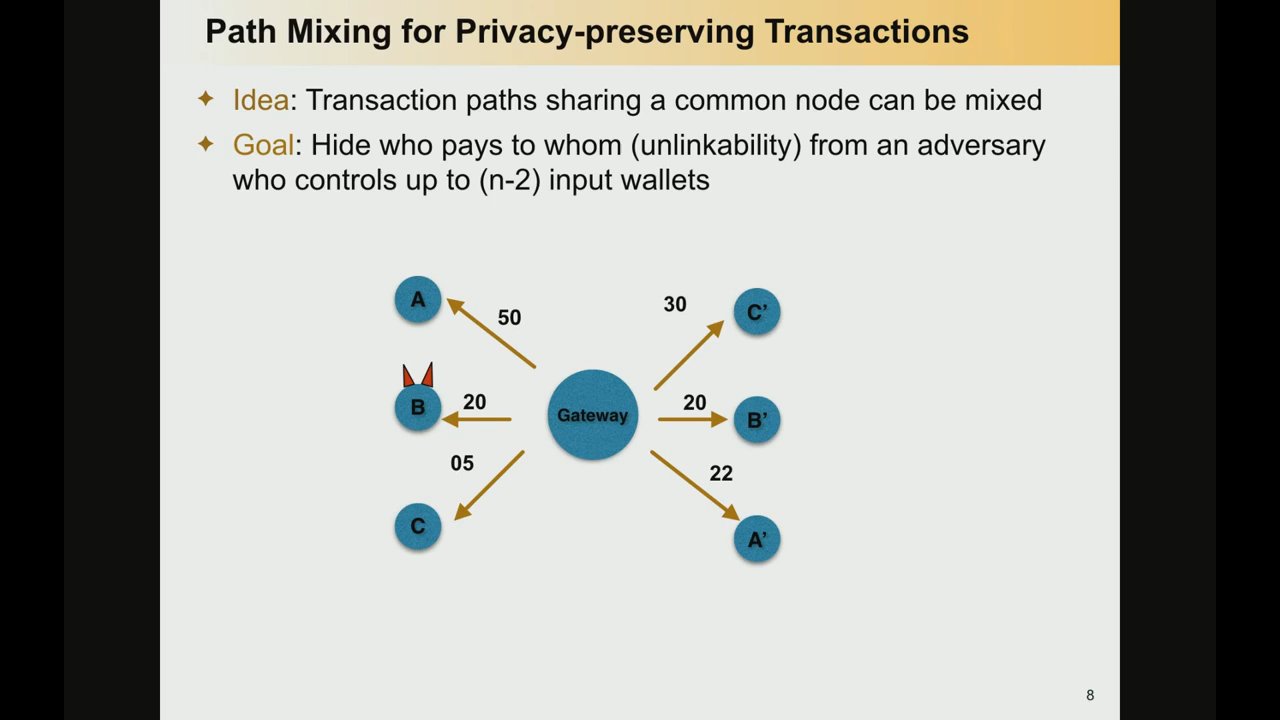 Path Mixing for Privacy-preserving Transactions
Idea: Transaction paths sharing a common node can be mixed
Goal: Hide who pays to whom (unlinkability) from an adversary
who controls up to (n-2) input wallets
A
50
30
C’
B
20
Gateway
20
B’
05
22
C
A’
8